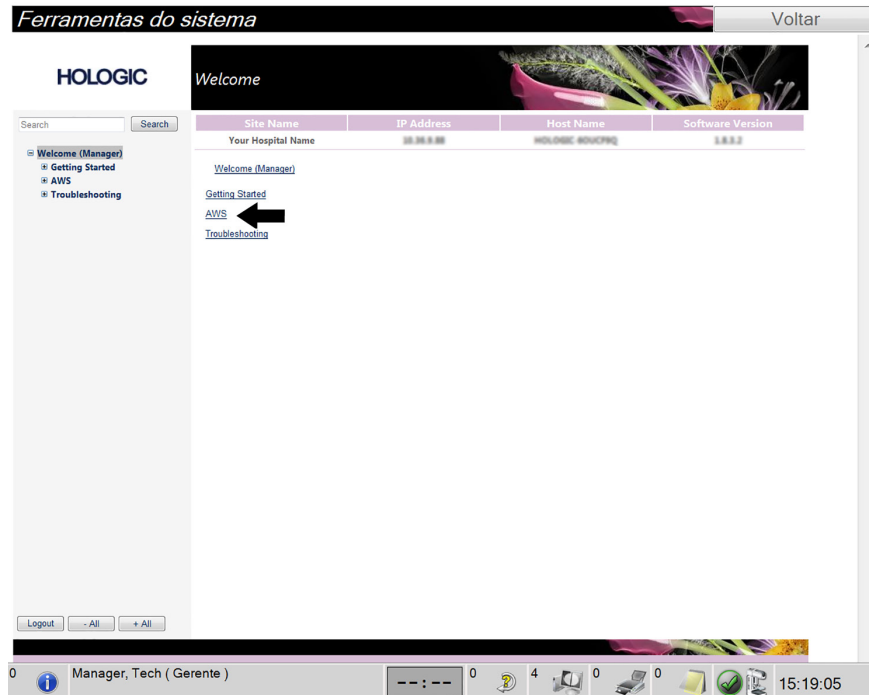 Ferramentas do sistema
Voltar
HOLOGIC
Welcome
Search Search
Site Name IP Address Host Name Software Version
Your Hospital Name
Welcome (Manager)
Getting Started
AWS
Troubleshooting
Welcome (Manager)
Getting Started
AWS
Troubleshooting
Logout - All + All
0 Manager, Tech ( Gerente ) --:-- 0 4 0 0 15:19:05